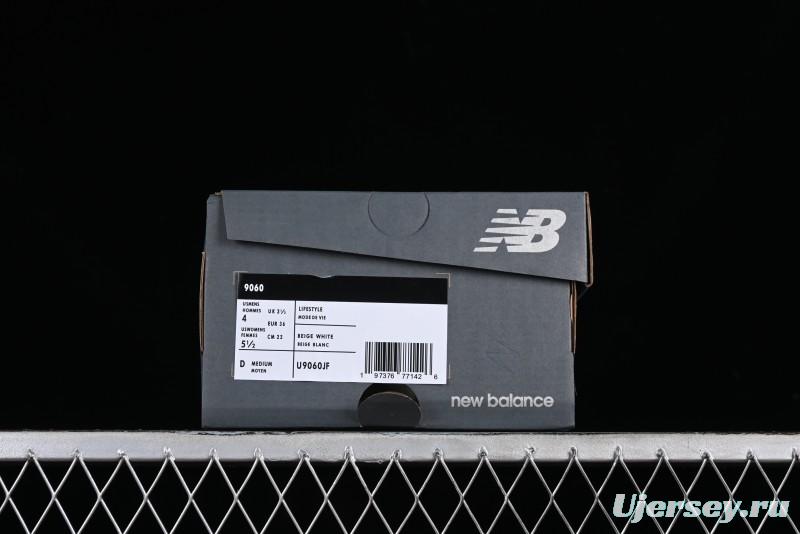 NB
9060
USMENS
HOMMES
4
UK 3½
EUR 36
USWOMENS
FEMMES
5½
CM 22
D MEDIUM
MOYEN
LIFESTYLE
MODE DE VIE
BEIGE WHITE
BEIGE BLANC
U9060JF
1 97376 77142 6
new balance
Ujersey.ru